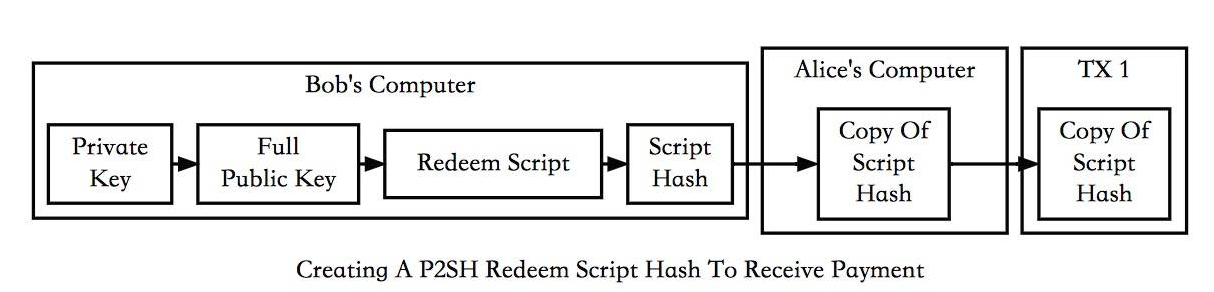 Bob's Computer
Private
Key
Full
Public Key
Redeem Script
Script
Hash
Alice's Computer
Copy Of
Script
Hash
TX 1
Copy Of
Script
Hash
Creating A P2SH Redeem Script Hash To Receive Payment